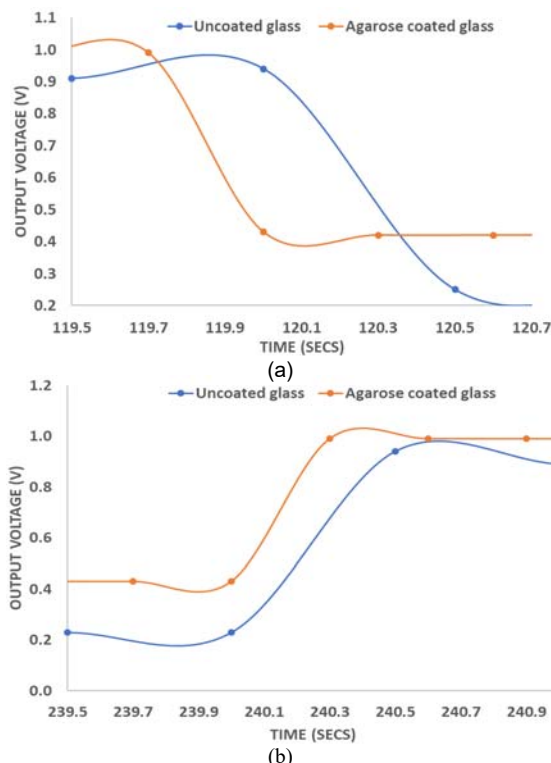 Uncoated glass Agarose coated glass
OUTPUT VOLTAGE (V)
1.1
1.0
0.9
0.8
0.7
0.6
0.5
0.4
0.3
0.2
119.5 119.7 119.9 120.1 120.3 120.5 120.7
TIME (SECS)
(a)
Uncoated glass Agarose coated glass
OUTPUT VOLTAGE (V)
1.2
1.0
0.8
0.6
0.4
0.2
0.0
239.5 239.7 239.9 240.1 240.3 240.5 240.7 240.9
TIME (SECS)
(b)